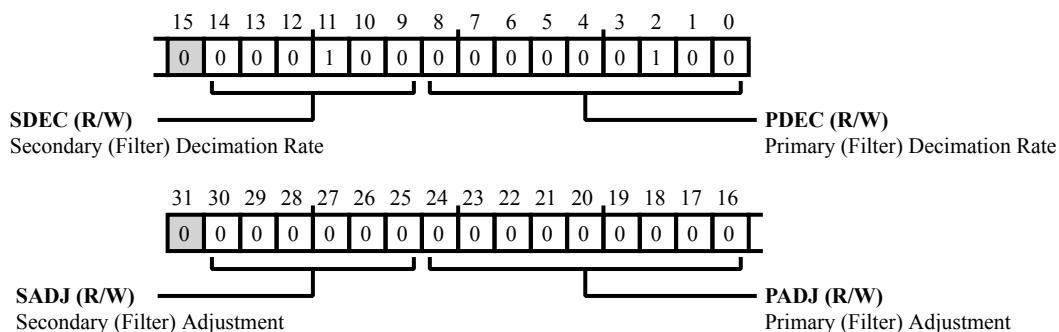 15 14 13 12 11 10 9 8 7 6 5 4 3 2 1 0
0 0 0 0 1 0 0 0 0 0 0 0 0 1 0 0
SDEC (R/W)
Secondary (Filter) Decimation Rate
PDEC (R/W)
Primary (Filter) Decimation Rate
31 30 29 28 27 26 25 24 23 22 21 20 19 18 17 16
0 0 0 0 0 0 0 0 0 0 0 0 0 0 0 0
SADJ (R/W)
Secondary (Filter) Adjustment
PADJ (R/W)
Primary (Filter) Adjustment